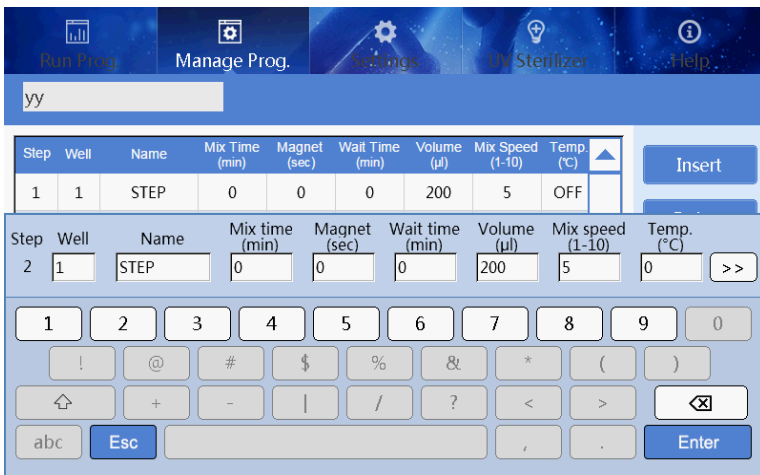 Run Prog. Manage Prog. Settings UV Sterilizer Help
yy
Step Well Name Mix Time (min) Magnet (sec) Wait Time (min) Volume (µl) Mix Speed (1-10) Temp. (℃)
Insert
1 1 STEP 0 0 0 200 5 OFF
Step Well Name Mix time (min) Magnet (sec) Wait time (min) Volume (µl) Mix speed (1-10) Temp. (°C)
2 1 STEP 0 0 0 200 5 0 >>
1 2 3 4 5 6 7 8 9 0
! @ # $ % & * ( )
+ - | / ? < >
abc Esc , . Enter